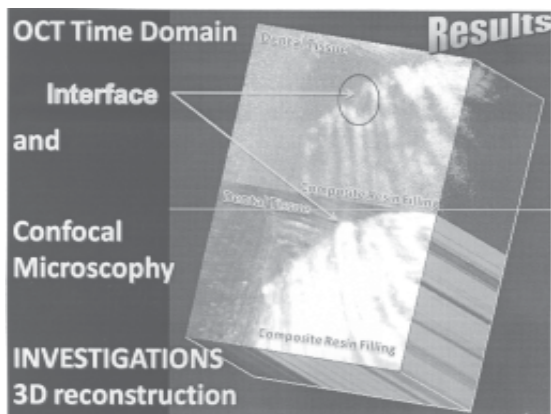 OCT Time Domain
Results
Dental Tissue
Interface
and
Composite Resin Filling
Dental Tissue
Confocal
Microscopy
Composite Resin Filling
INVESTIGATIONS
3D reconstruction